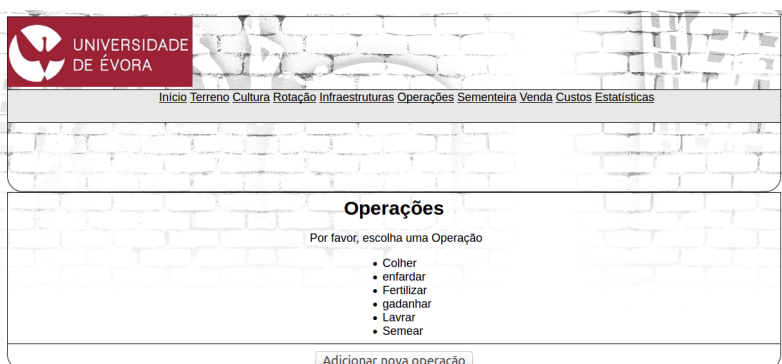 UNIVERSIDADE
DE ÉVORA
Início Terreno Cultura Rotação Infraestruturas Operações Sementeira Venda Custos Estatísticas
Operações
Por favor, escolha uma Operação
Colher
enfardar
Fertilizar
gadanhar
Lavrar
Semear
Adicionar nova operação